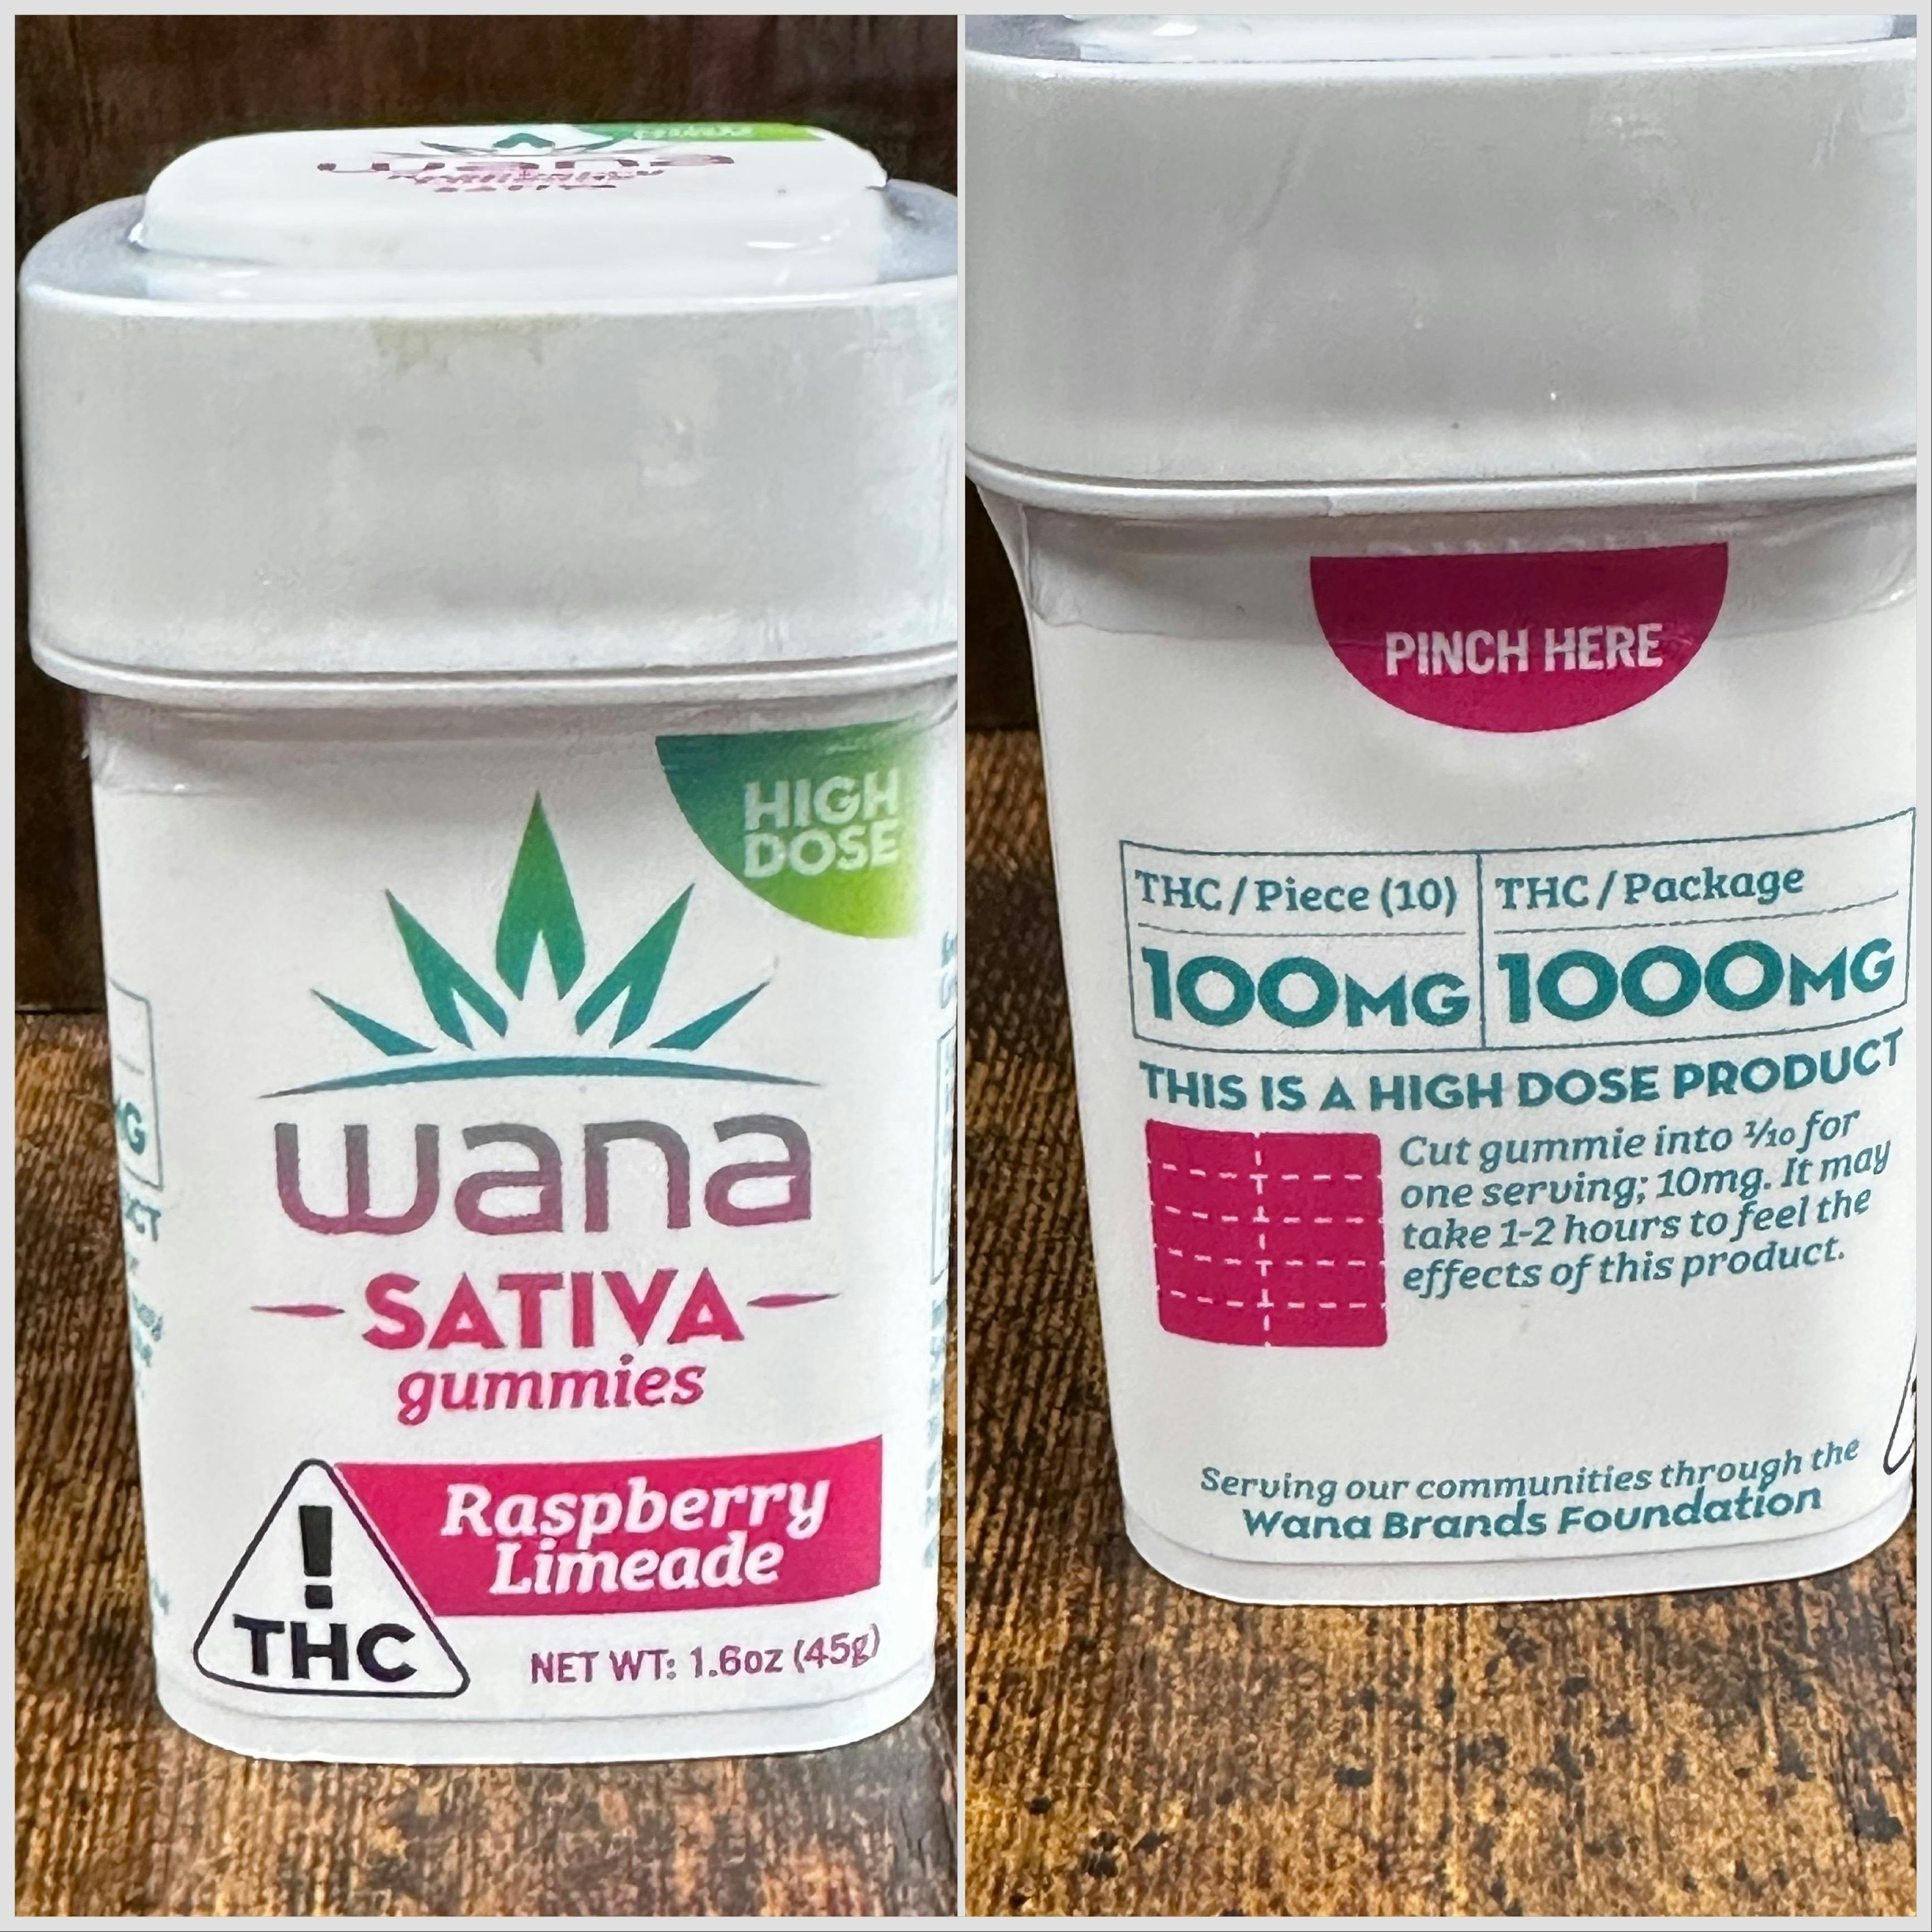 wana
HIGH
DOSE
wana
SATIVA
gummies
Raspberry
Limeade
!
THC
NET WT: 1.6oz (45g)
PINCH HERE
THC/Piece (10) THC/Package
100MG 1000MG
THIS IS A HIGH DOSE PRODUCT
Cut gummie into 1/10 for
one serving; 10mg. It may
take 1-2 hours to feel the
effects of this product.
Serving our communities through the
Wana Brands Foundation